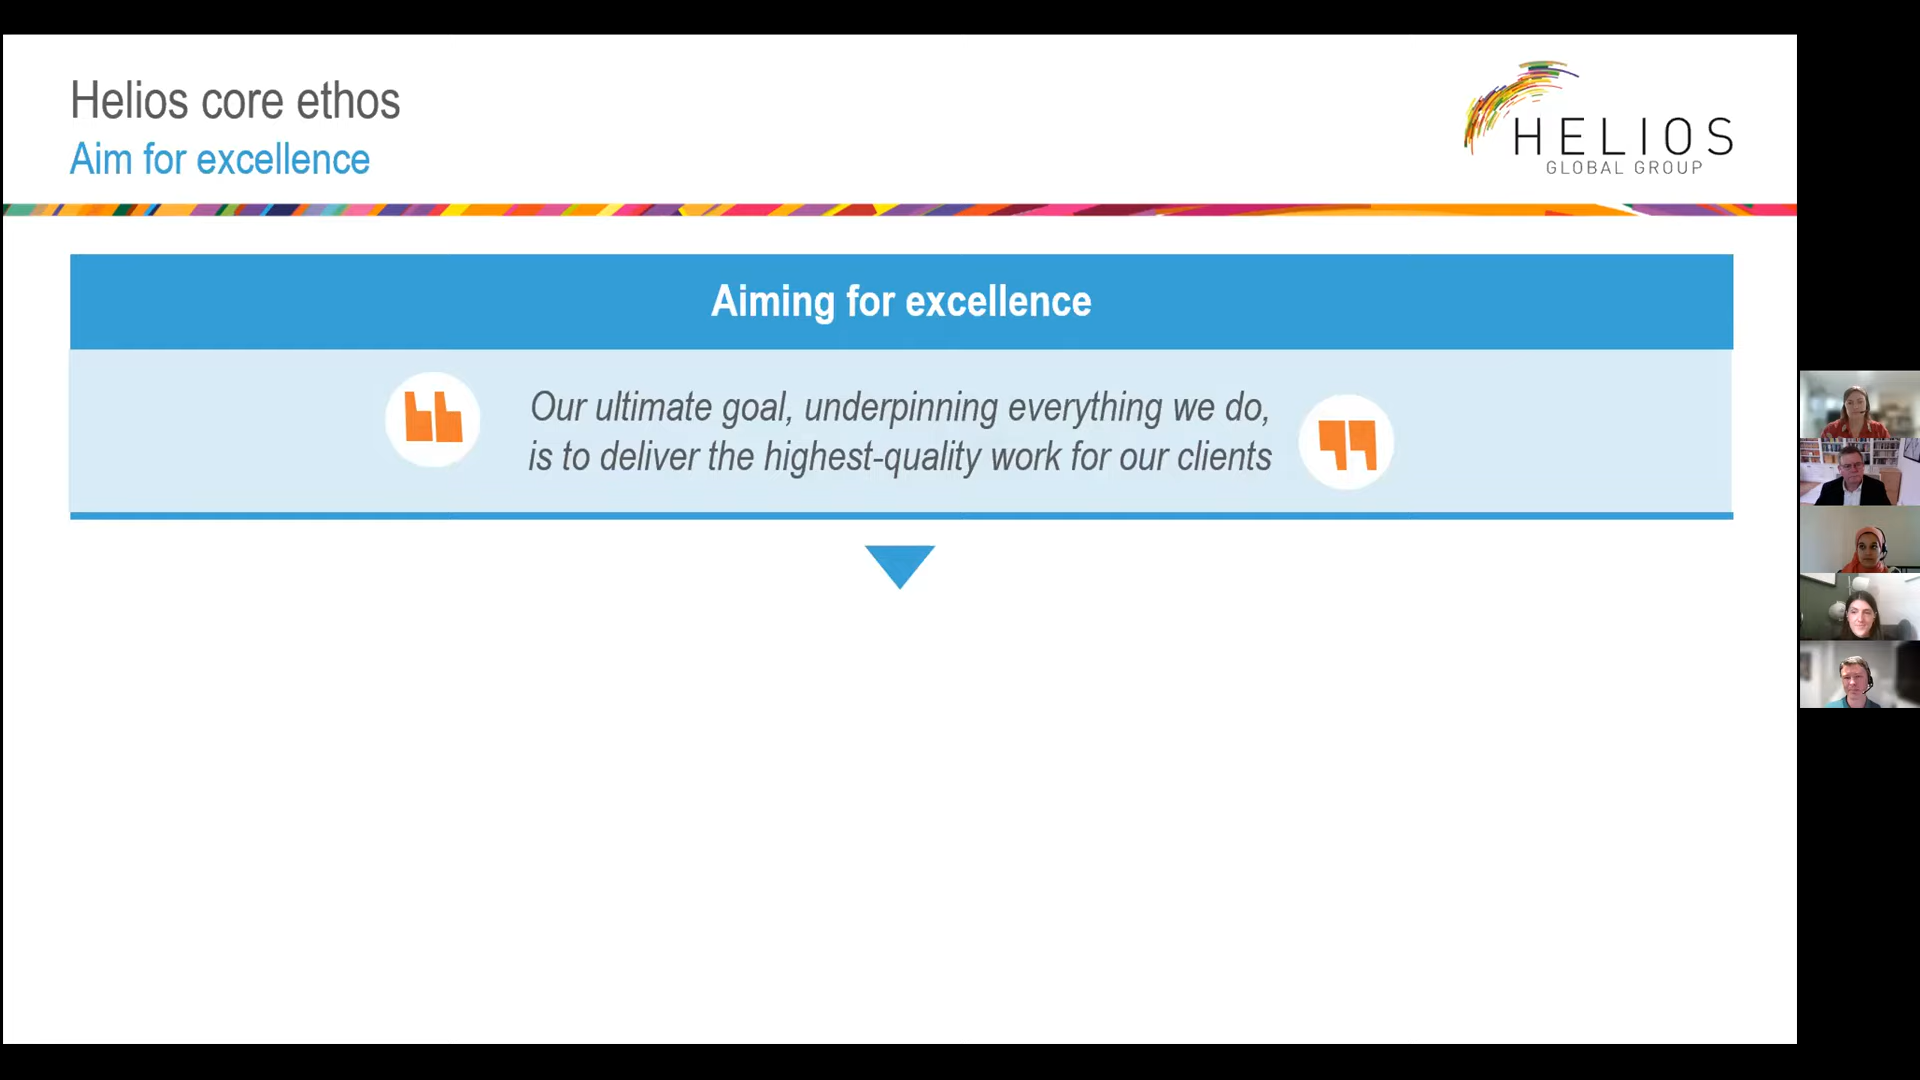 Helios core ethos
Aim for excellence
HELIOS
GLOBAL GROUP
Aiming for excellence
Our ultimate goal, underpinning everything we do,
is to deliver the highest-quality work for our clients